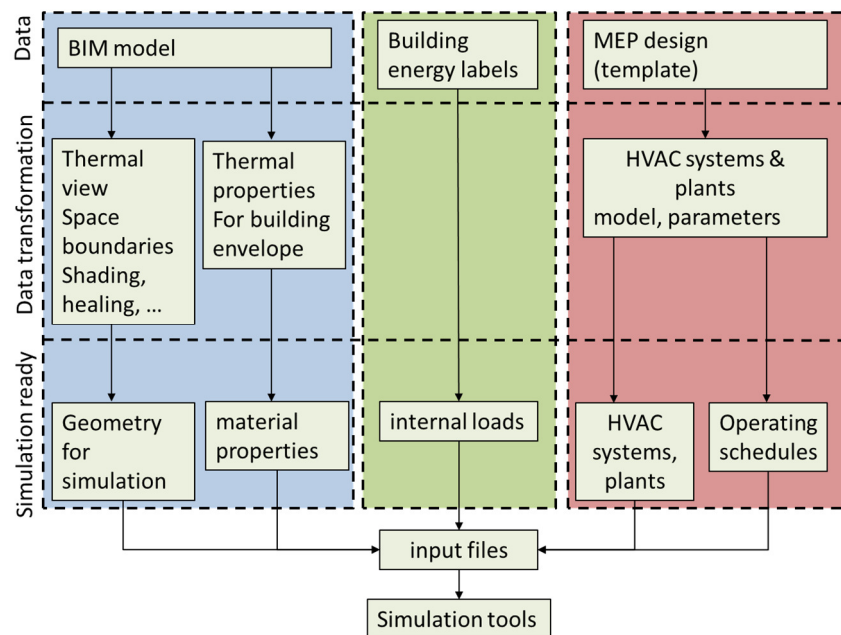 Data
BIM model
Building
energy labels
MEP design
(template)
Data transformation
Thermal
view
Space
boundaries
Shading,
healing, ...
Thermal
properties
For building
envelope
HVAC systems &
plants
model, parameters
Simulation ready
Geometry
for
simulation
material
properties
internal loads
HVAC
systems,
plants
Operating
schedules
input files
Simulation tools